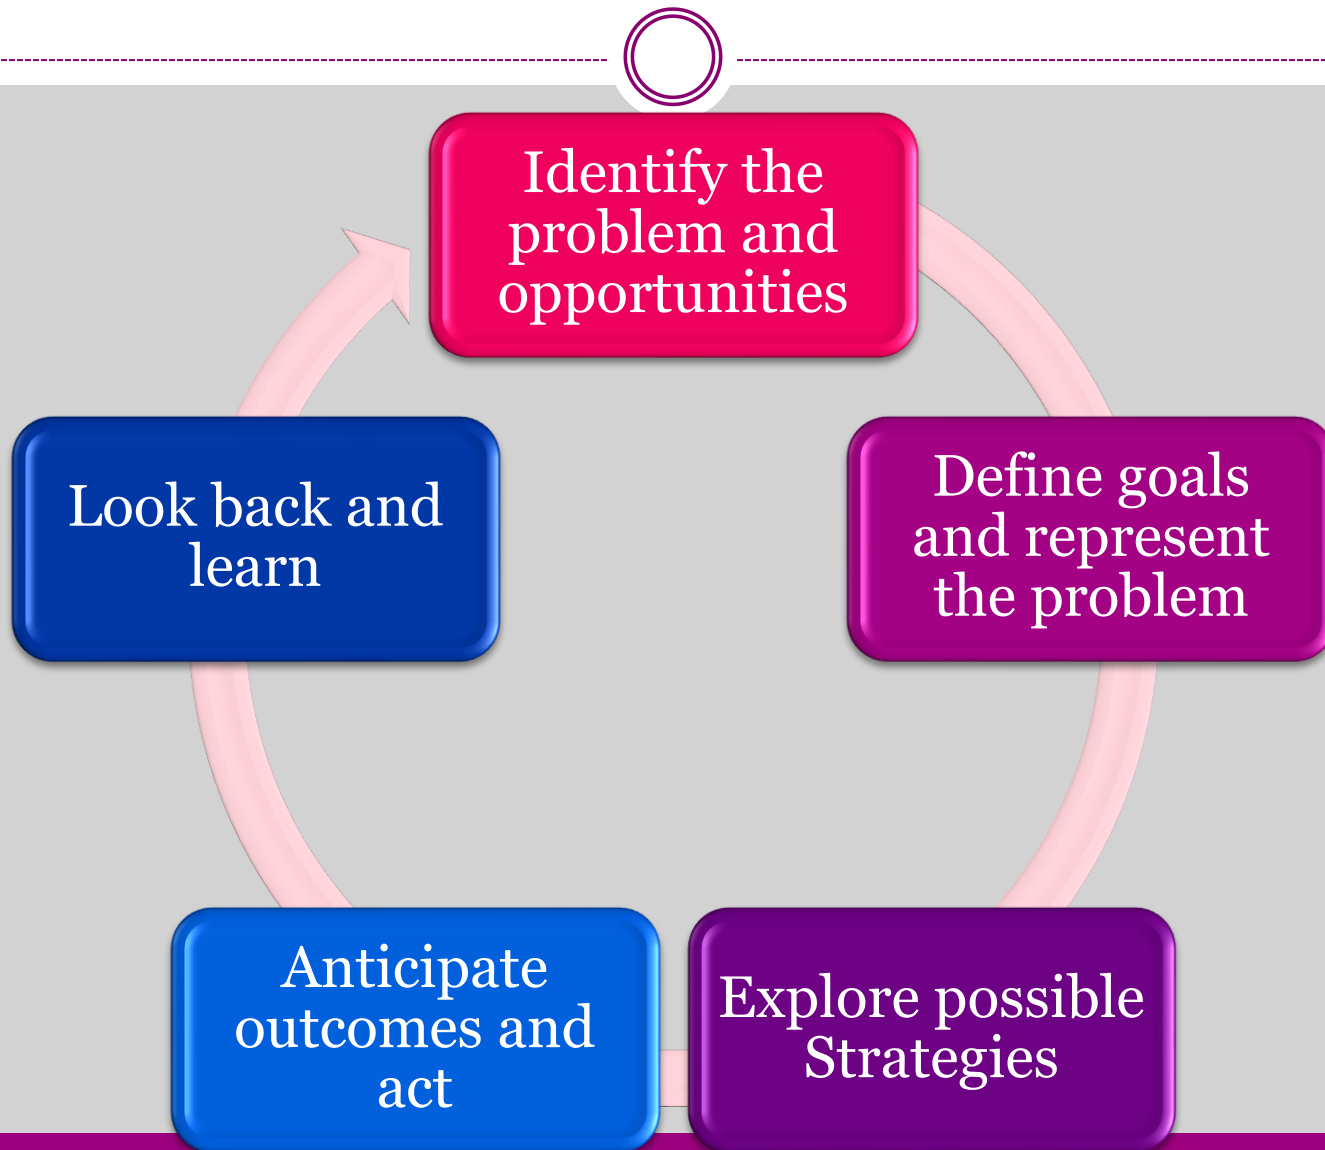 Identify the
problem and
opportunities
Define goals
and represent
the problem
Explore possible
Strategies
Anticipate
outcomes and
act
Look back and
learn